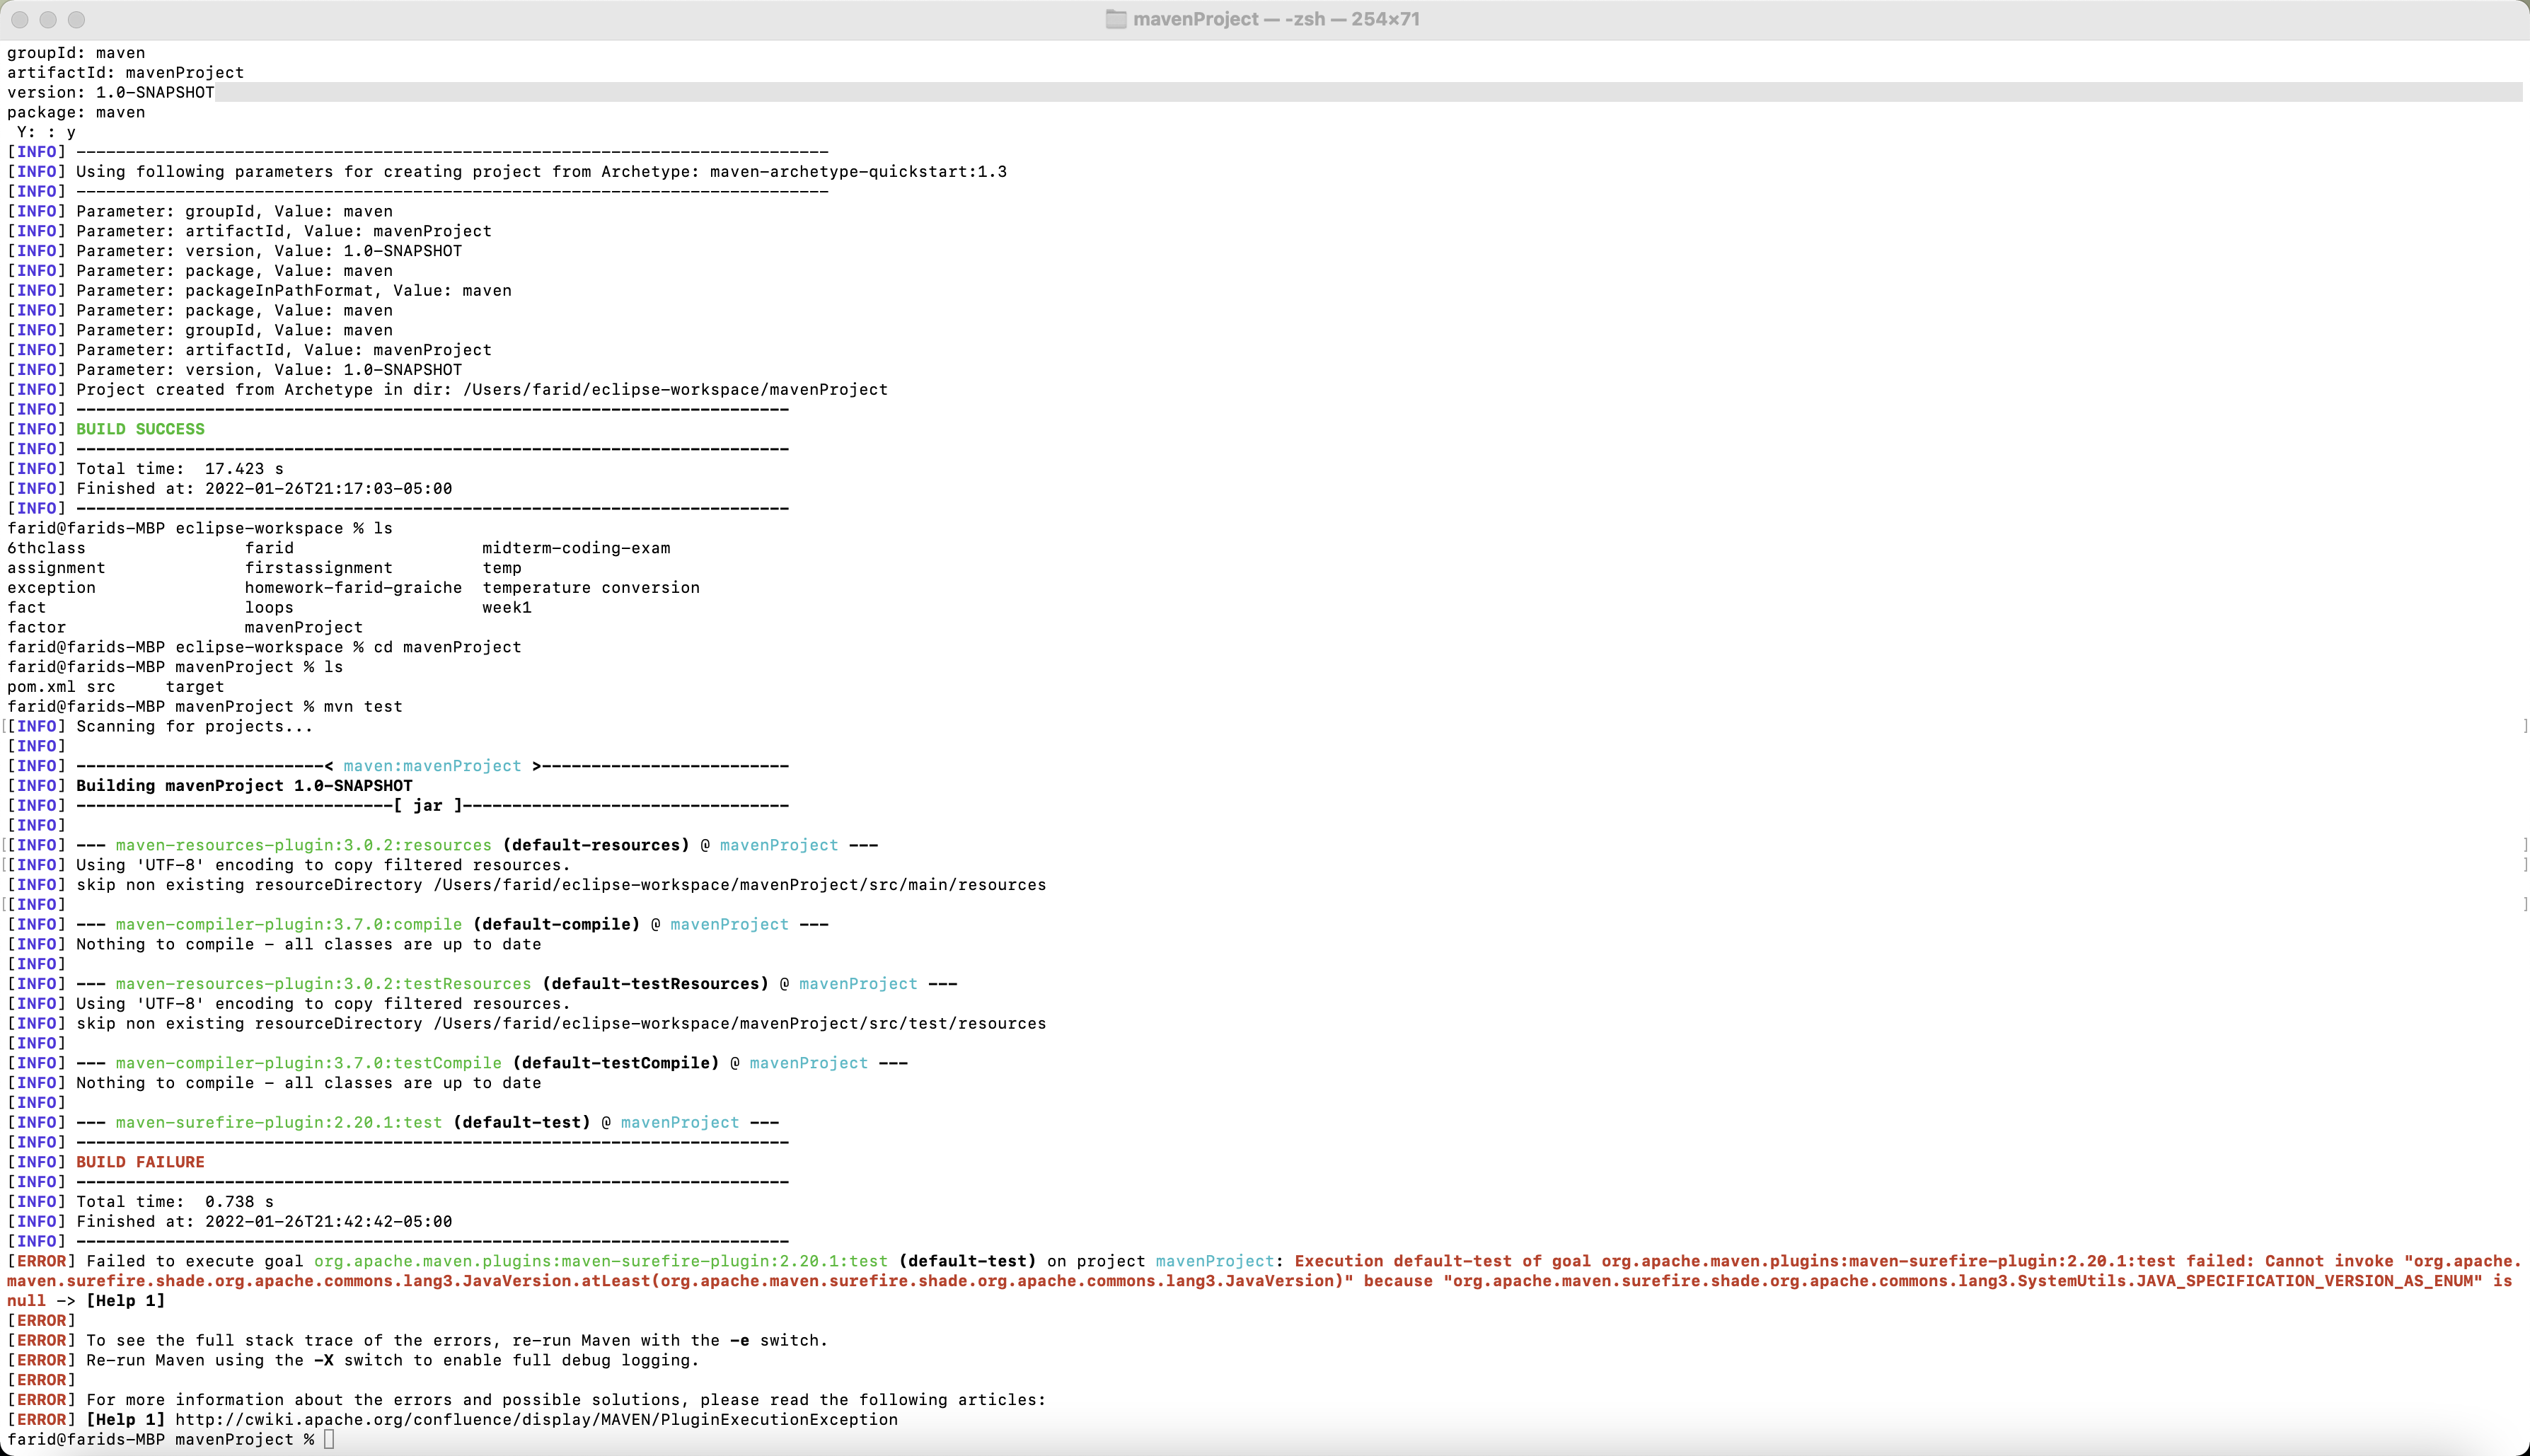 mavenProject — -zsh — 254×71
groupId: maven
artifactId: mavenProject
version: 1.0-SNAPSHOT
package: maven
 Y: : y
[INFO] ----------------------------------------------------------------------------
[INFO] Using following parameters for creating project from Archetype: maven-archetype-quickstart:1.3
[INFO] ----------------------------------------------------------------------------
[INFO] Parameter: groupId, Value: maven
[INFO] Parameter: artifactId, Value: mavenProject
[INFO] Parameter: version, Value: 1.0-SNAPSHOT
[INFO] Parameter: package, Value: maven
[INFO] Parameter: packageInPathFormat, Value: maven
[INFO] Parameter: package, Value: maven
[INFO] Parameter: groupId, Value: maven
[INFO] Parameter: artifactId, Value: mavenProject
[INFO] Parameter: version, Value: 1.0-SNAPSHOT
[INFO] Project created from Archetype in dir: /Users/farid/eclipse-workspace/mavenProject
[INFO] ------------------------------------------------------------------------
[INFO] BUILD SUCCESS
[INFO] ------------------------------------------------------------------------
[INFO] Total time:  17.423 s
[INFO] Finished at: 2022-01-26T21:17:03-05:00
[INFO] ------------------------------------------------------------------------
farid@farids-MBP eclipse-workspace % ls
6thclass                farid                   midterm-coding-exam
assignment              firstassignment         temp
exception               homework-farid-graiche  temperature conversion
fact                    loops                   week1
factor                  mavenProject
farid@farids-MBP eclipse-workspace % cd mavenProject
farid@farids-MBP mavenProject % ls
pom.xml src     target
farid@farids-MBP mavenProject % mvn test
[[INFO] Scanning for projects... ]
[INFO]
[INFO] -------------------------< maven:mavenProject >-------------------------
[INFO] Building mavenProject 1.0-SNAPSHOT
[INFO] --------------------------------[ jar ]---------------------------------
[INFO]
[[INFO] --- maven-resources-plugin:3.0.2:resources (default-resources) @ mavenProject --- ]
[[INFO] Using 'UTF-8' encoding to copy filtered resources. ]
[INFO] skip non existing resourceDirectory /Users/farid/eclipse-workspace/mavenProject/src/main/resources
[[INFO] ]
[INFO] --- maven-compiler-plugin:3.7.0:compile (default-compile) @ mavenProject ---
[INFO] Nothing to compile - all classes are up to date
[INFO]
[INFO] --- maven-resources-plugin:3.0.2:testResources (default-testResources) @ mavenProject ---
[INFO] Using 'UTF-8' encoding to copy filtered resources.
[INFO] skip non existing resourceDirectory /Users/farid/eclipse-workspace/mavenProject/src/test/resources
[INFO]
[INFO] --- maven-compiler-plugin:3.7.0:testCompile (default-testCompile) @ mavenProject ---
[INFO] Nothing to compile - all classes are up to date
[INFO]
[INFO] --- maven-surefire-plugin:2.20.1:test (default-test) @ mavenProject ---
[INFO] ------------------------------------------------------------------------
[INFO] BUILD FAILURE
[INFO] ------------------------------------------------------------------------
[INFO] Total time:  0.738 s
[INFO] Finished at: 2022-01-26T21:42:42-05:00
[INFO] ------------------------------------------------------------------------
[ERROR] Failed to execute goal org.apache.maven.plugins:maven-surefire-plugin:2.20.1:test (default-test) on project mavenProject: Execution default-test of goal org.apache.maven.plugins:maven-surefire-plugin:2.20.1:test failed: Cannot invoke "org.apache.
maven.surefire.shade.org.apache.commons.lang3.JavaVersion.atLeast(org.apache.maven.surefire.shade.org.apache.commons.lang3.JavaVersion)" because "org.apache.maven.surefire.shade.org.apache.commons.lang3.SystemUtils.JAVA_SPECIFICATION_VERSION_AS_ENUM" is
null -> [Help 1]
[ERROR]
[ERROR] To see the full stack trace of the errors, re-run Maven with the -e switch.
[ERROR] Re-run Maven using the -X switch to enable full debug logging.
[ERROR]
[ERROR] For more information about the errors and possible solutions, please read the following articles:
[ERROR] [Help 1] http://cwiki.apache.org/confluence/display/MAVEN/PluginExecutionException
farid@farids-MBP mavenProject %